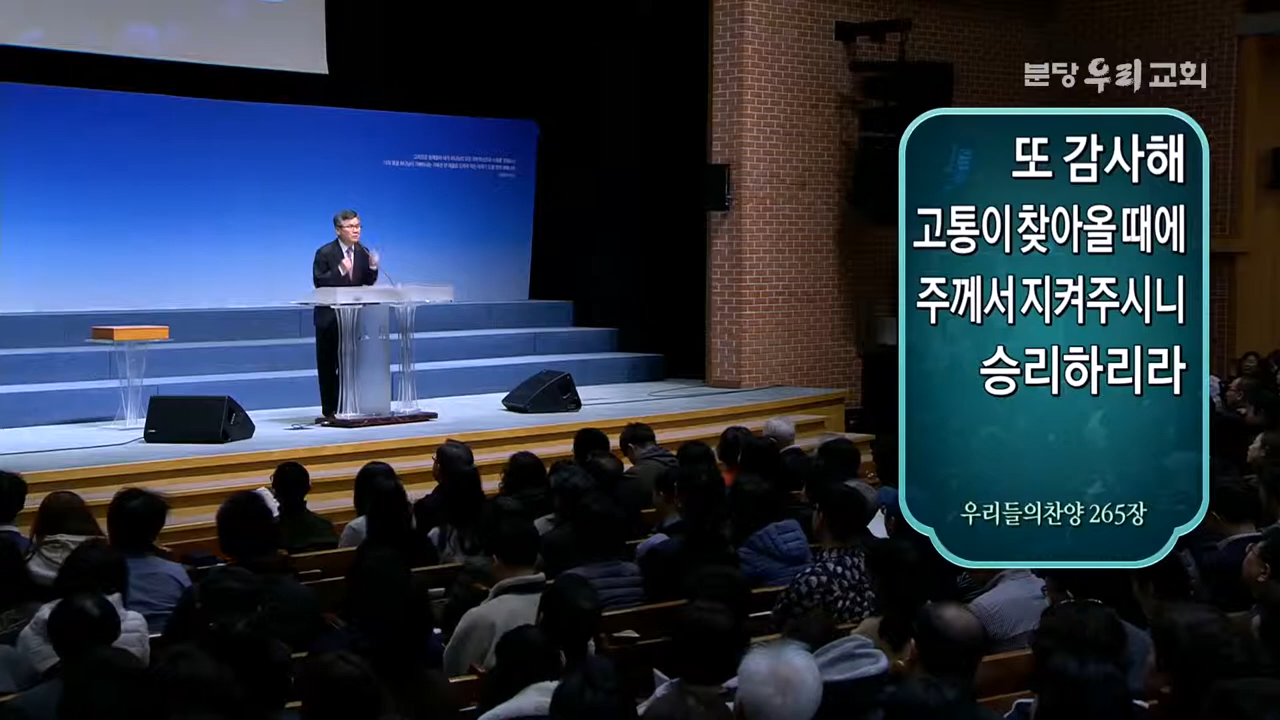 분당우리교회
또 감사해
고통이 찾아올 때에
주께서 지켜주시니
승리하리라
우리들의찬양 265장